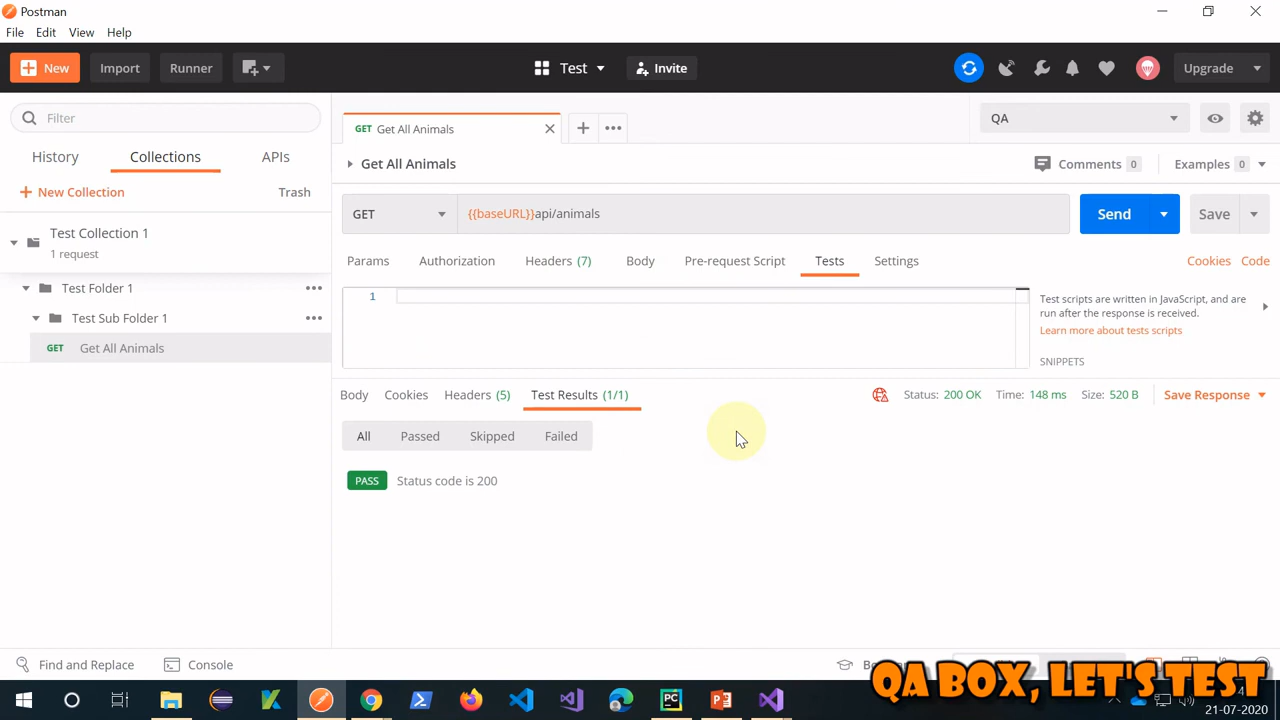 Postman
File Edit View Help
New Import Runner Test Invite Upgrade
Filter
History Collections APIs
New Collection Trash
Test Collection 1
1 request
Test Folder 1
Test Sub Folder 1
GET Get All Animals
GET Get All Animals
QA
Get All Animals
Comments 0 Examples 0
GET {{baseURL}}api/animals Send Save
Params Authorization Headers (7) Body Pre-request Script Tests Settings Cookies Code
1
Test scripts are written in JavaScript, and are
run after the response is received.
Learn more about tests scripts
SNIPPETS
Body Cookies Headers (5) Test Results (1/1) Status: 200 OK Time: 148 ms Size: 520 B Save Response
All Passed Skipped Failed
PASS Status code is 200
Find and Replace Console
QA BOX, LET'S TEST
21-07-2020